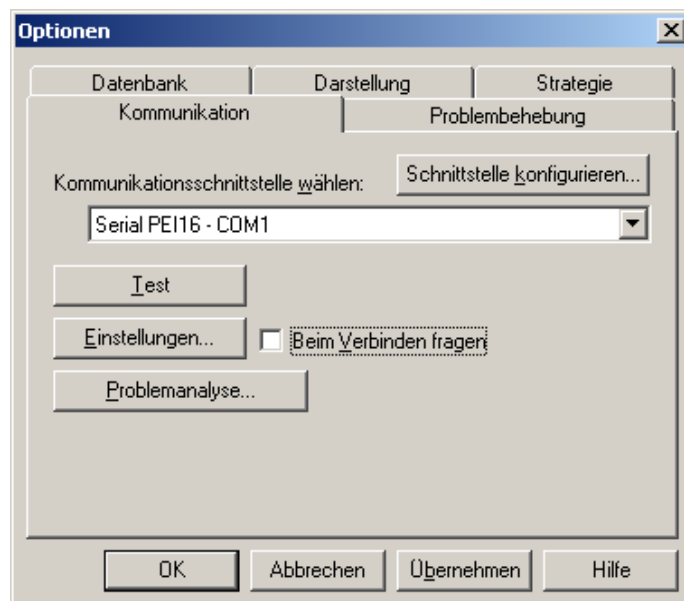 Optionen
Datenbank Darstellung Strategie
Kommunikation Problembehebung
Kommunikationsschnittstelle wählen: Schnittstelle konfigurieren...
Serial PEI16 - COM1
Test
Einstellungen... Beim Verbinden fragen
Problemanalyse...
OK Abbrechen Übernehmen Hilfe